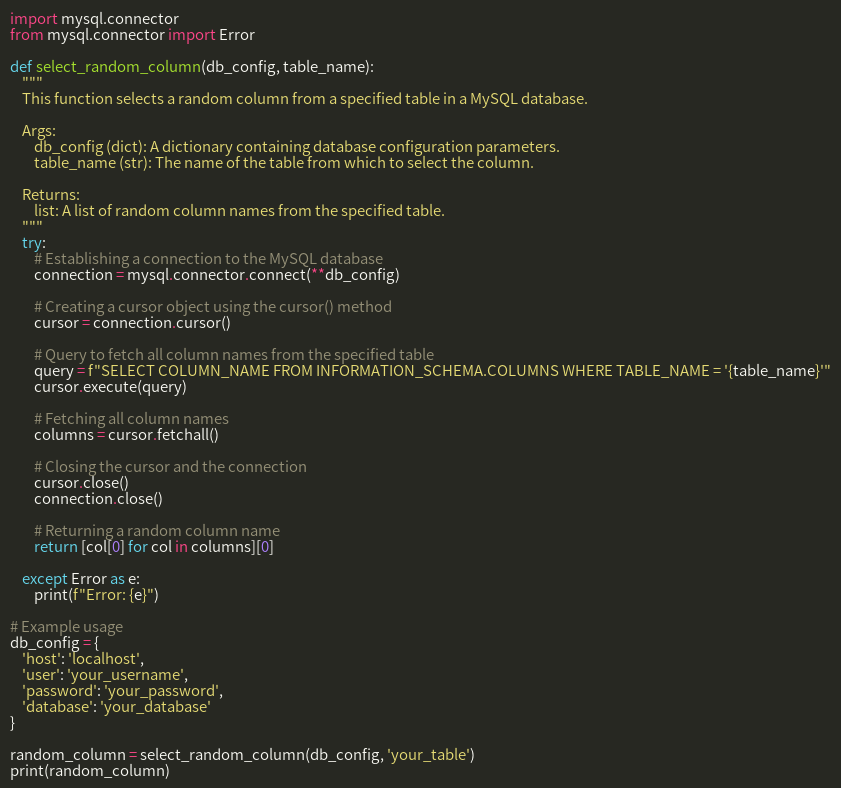 import mysql.connector
from mysql.connector import Error

def select_random_column(db_config, table_name):
    """
    This function selects a random column from a specified table in a MySQL database.

    Args:
        db_config (dict): A dictionary containing database configuration parameters.
        table_name (str): The name of the table from which to select the column.

    Returns:
        list: A list of random column names from the specified table.
    """
    try:
        # Establishing a connection to the MySQL database
        connection = mysql.connector.connect(**db_config)

        # Creating a cursor object using the cursor() method
        cursor = connection.cursor()

        # Query to fetch all column names from the specified table
        query = f"SELECT COLUMN_NAME FROM INFORMATION_SCHEMA.COLUMNS WHERE TABLE_NAME = '{table_name}'"
        cursor.execute(query)

        # Fetching all column names
        columns = cursor.fetchall()

        # Closing the cursor and the connection
        cursor.close()
        connection.close()

        # Returning a random column name
        return [col[0] for col in columns][0]

    except Error as e:
        print(f"Error: {e}")

# Example usage
db_config = {
    'host': 'localhost',
    'user': 'your_username',
    'password': 'your_password',
    'database': 'your_database'
}

random_column = select_random_column(db_config, 'your_table')
print(random_column)